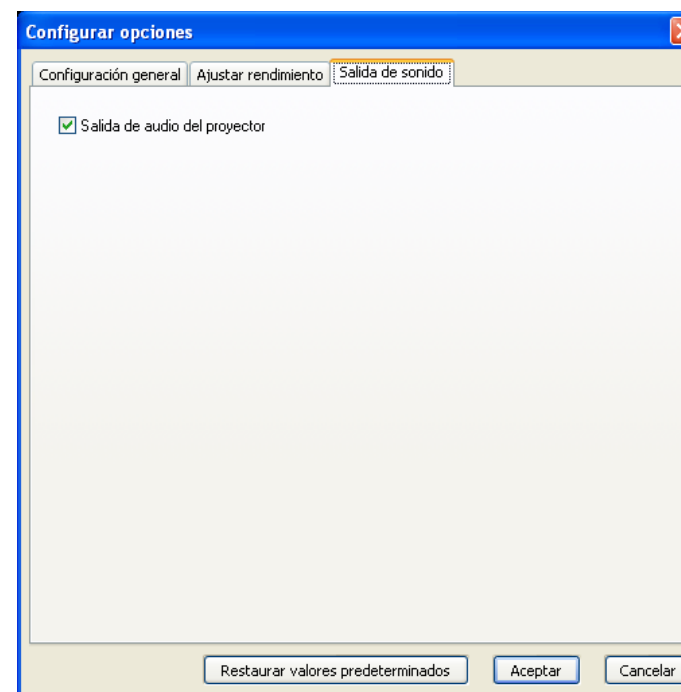 Configurar opciones
Configuración general Ajustar rendimiento Salida de sonido
Salida de audio del proyector
Restaurar valores predeterminados Aceptar Cancelar